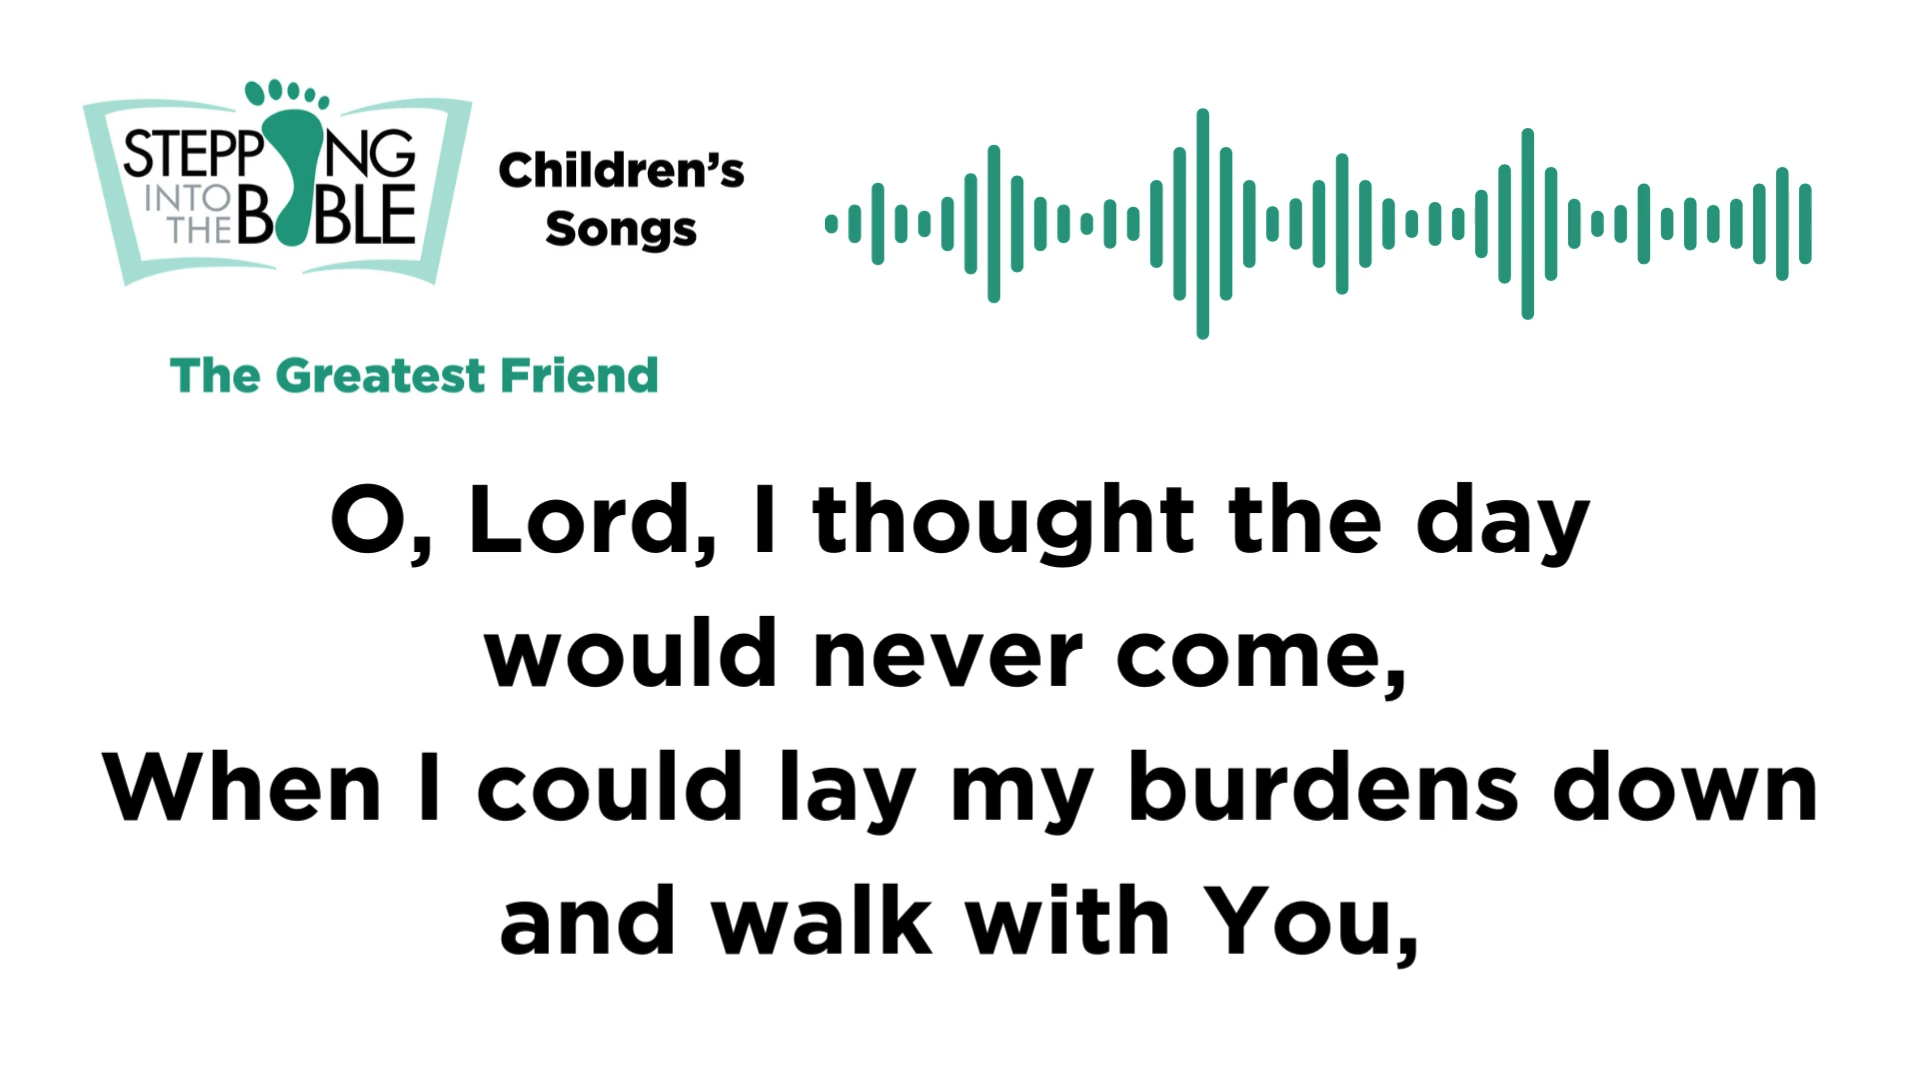 STEPPING
INTO
THE BIBLE
Children's
Songs
The Greatest Friend
O, Lord, I thought the day
would never come,
When I could lay my burdens down
and walk with You,